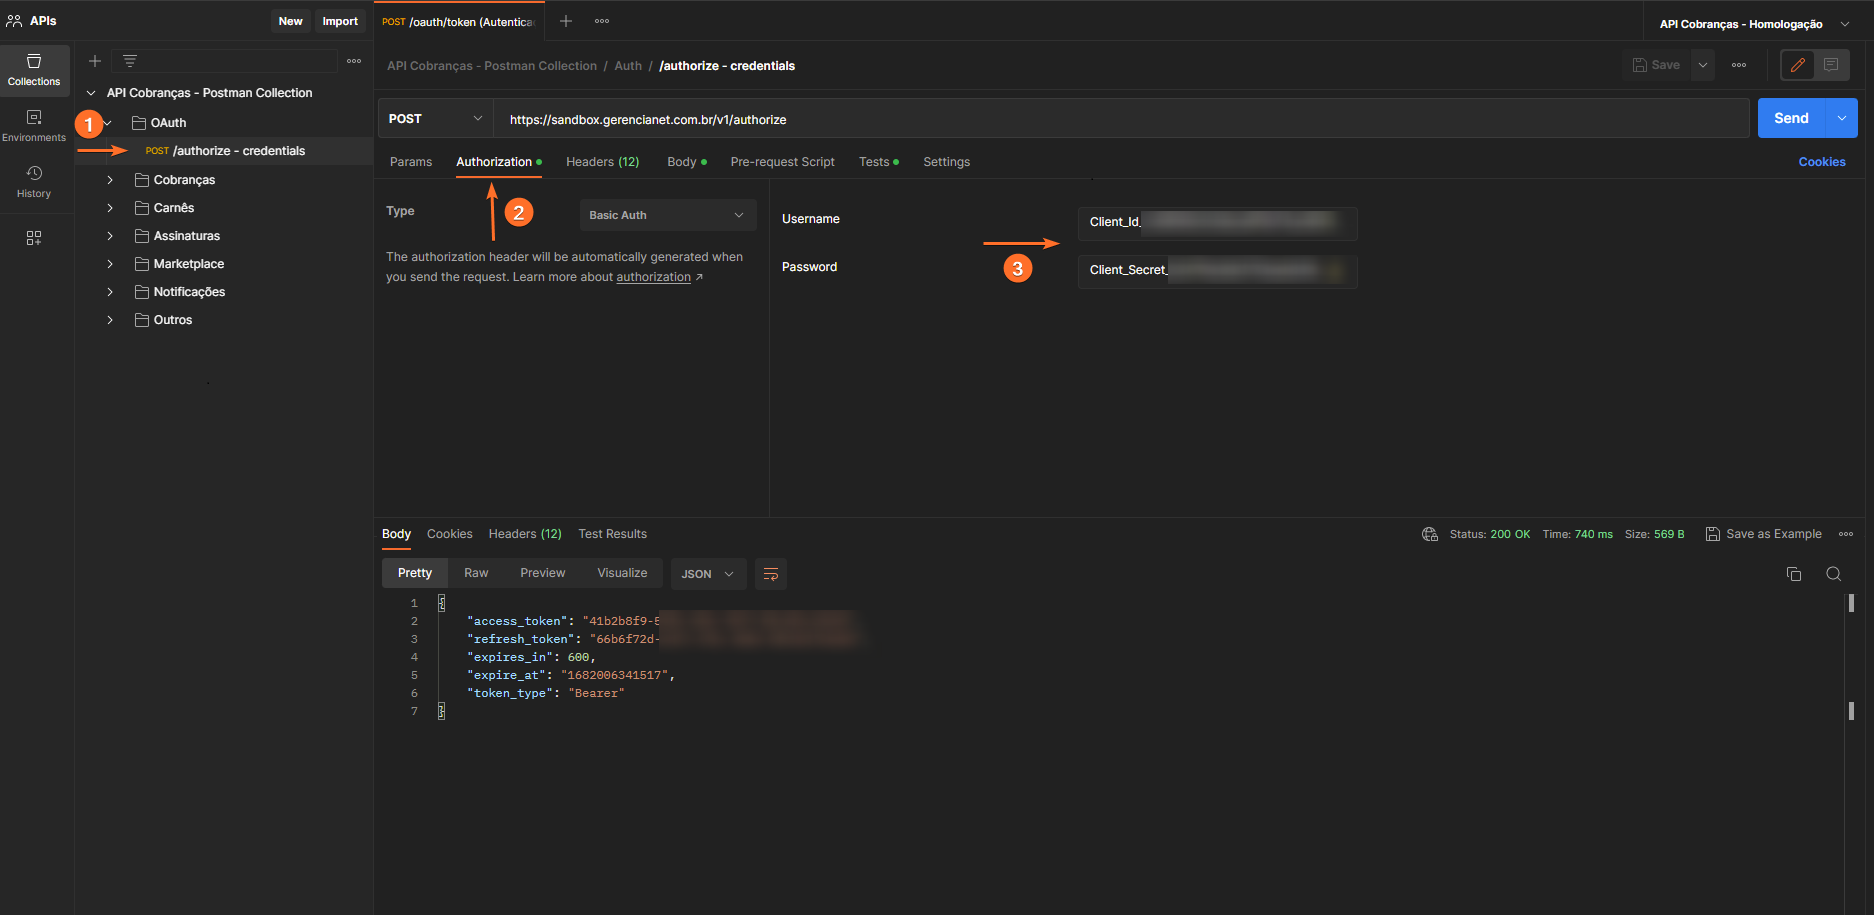 APIs
New
Import
POST /oauth/token (Autenticaç
API Cobranças - Homologação
Collections
Environments
History
API Cobranças - Postman Collection
1
OAuth
POST /authorize - credentials
Cobranças
Carnês
Assinaturas
Marketplace
Notificações
Outros
API Cobranças - Postman Collection / Auth / /authorize - credentials
Save
POST
https://sandbox.gerencianet.com.br/v1/authorize
Send
Params
Authorization
Headers (12)
Body
Pre-request Script
Tests
Settings
Cookies
Type
2
Basic Auth
The authorization header will be automatically generated when
you send the request. Learn more about authorization ↗
Username
Client_Id_
3
Password
Client_Secret_
Body
Cookies
Headers (12)
Test Results
Status: 200 OK
Time: 740 ms
Size: 569 B
Save as Example
Pretty
Raw
Preview
Visualize
JSON
1 {
2 "access_token": "41b2b8f9-5
3 "refresh_token": "66b6f72d-
4 "expires_in": 600,
5 "expire_at": "1682006341517",
6 "token_type": "Bearer"
7 }